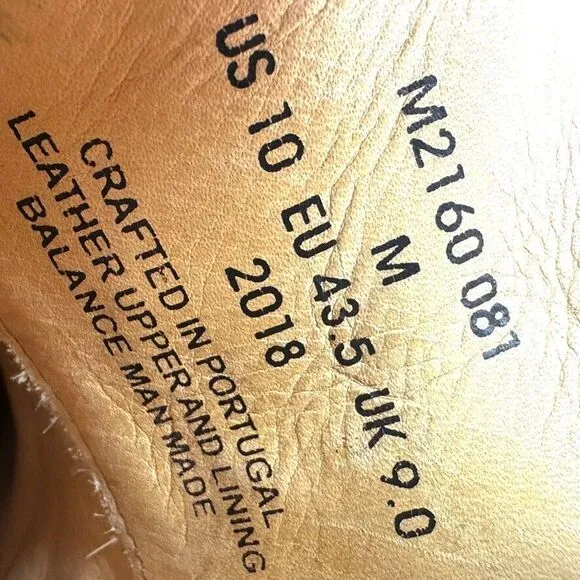 M2160 081
M
US 10 EU 43.5 UK 9.0
2018
CRAFTED IN PORTUGAL
LEATHER UPPER AND LINING
BALANCE MAN MADE